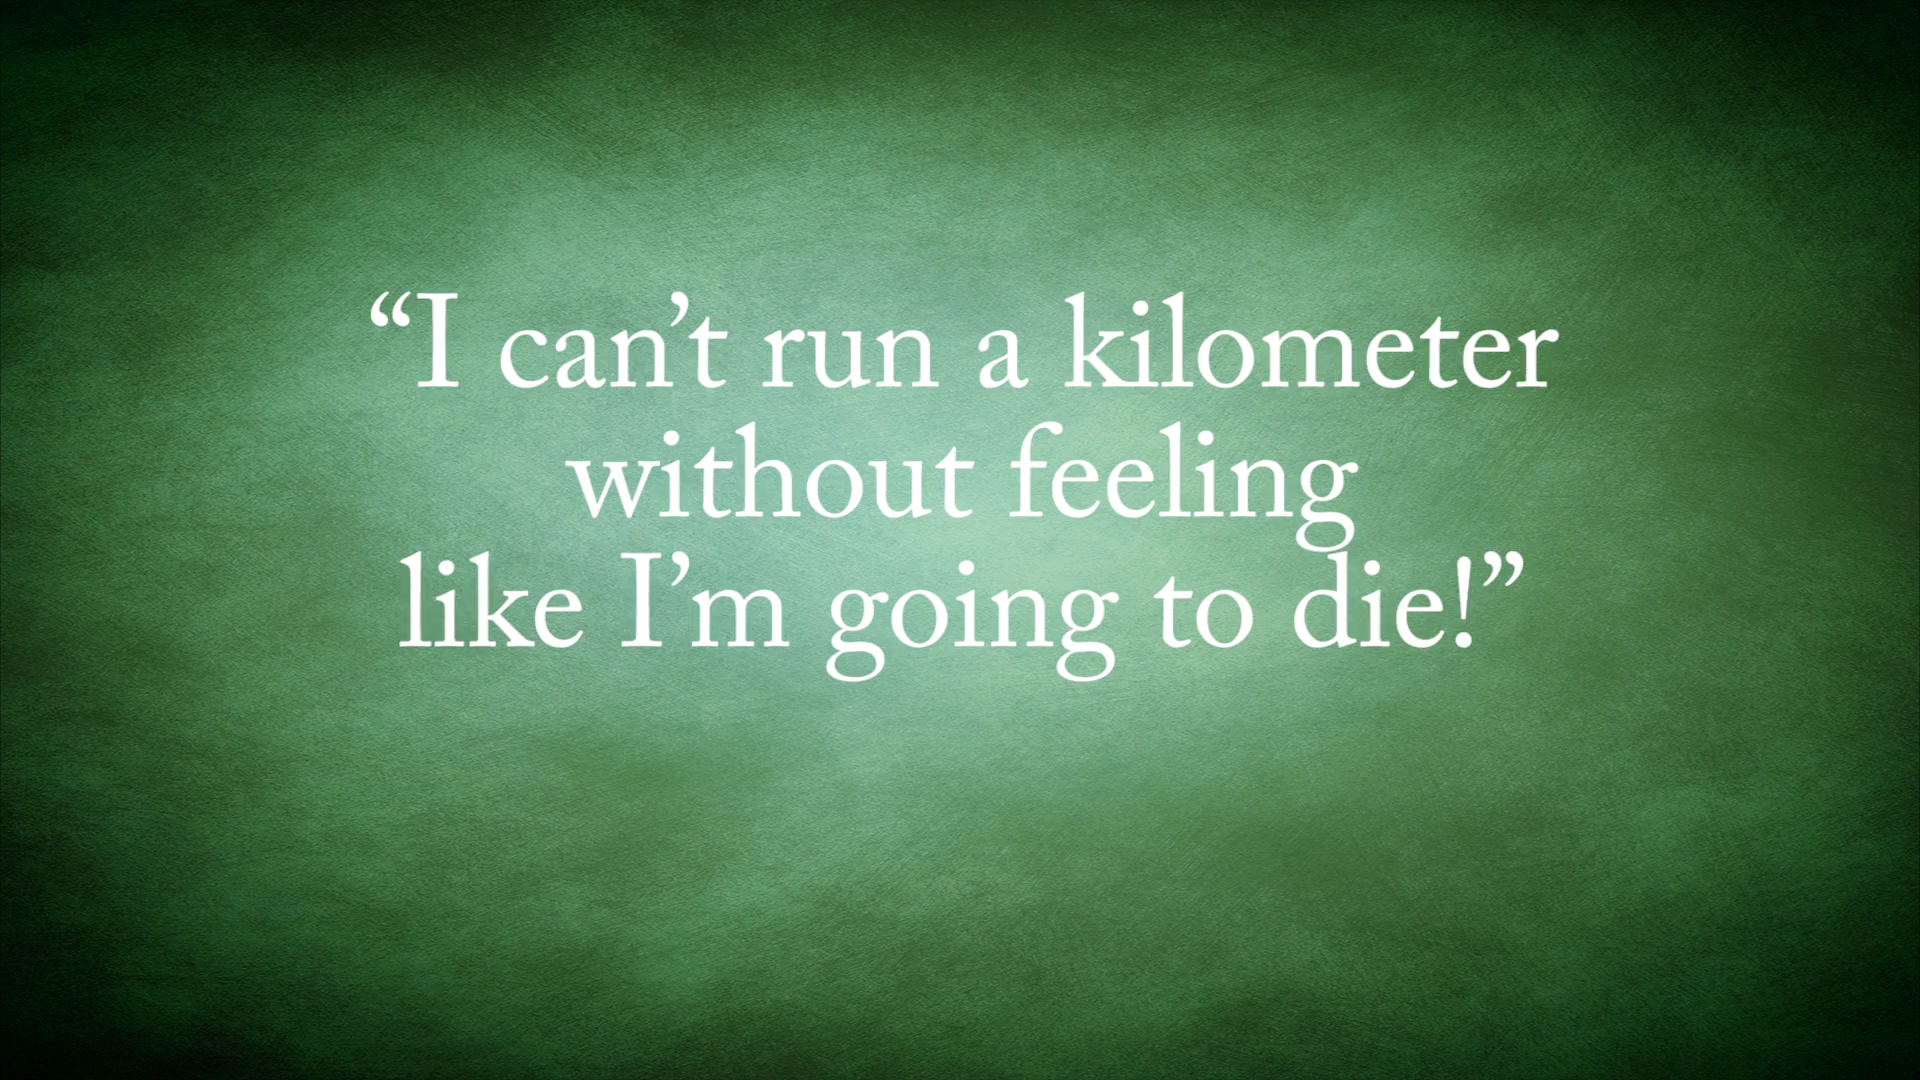 “I can’t run a kilometer
without feeling
like I’m going to die!”